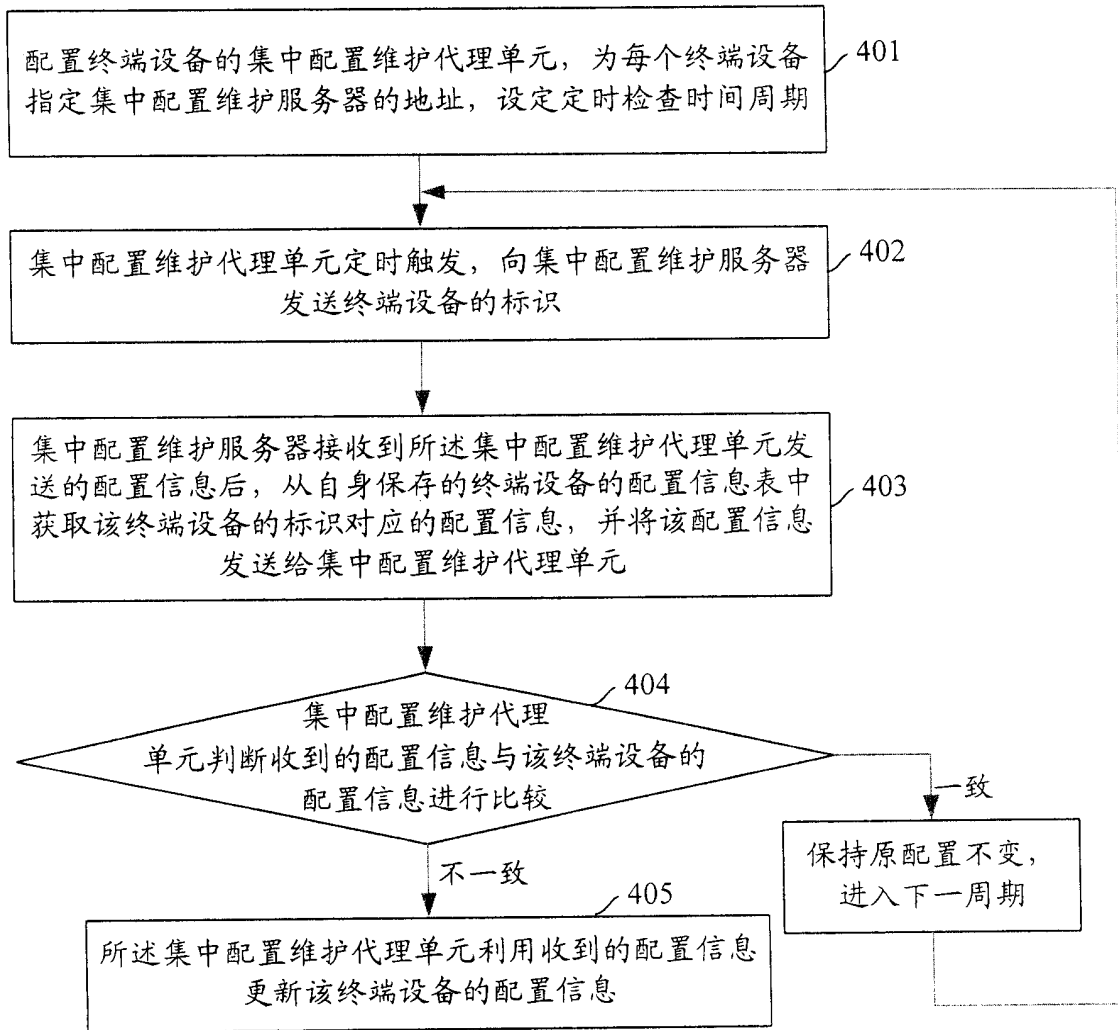 配置终端设备的集中配置维护代理单元，为每个终端设备
指定集中配置维护服务器的地址，设定定时检查时间周期
401
集中配置维护代理单元定时触发，向集中配置维护服务器
发送终端设备的标识
402
集中配置维护服务器接收到所述集中配置维护代理单元发
送的配置信息后，从自身保存的终端设备的配置信息表中
获取该终端设备的标识对应的配置信息，并将该配置信息
发送给集中配置维护代理单元
403
404
集中配置维护代理
单元判断收到的配置信息与该终端设备的
配置信息进行比较
一致
保持原配置不变，
进入下一周期
不一致
405
所述集中配置维护代理单元利用收到的配置信息
更新该终端设备的配置信息